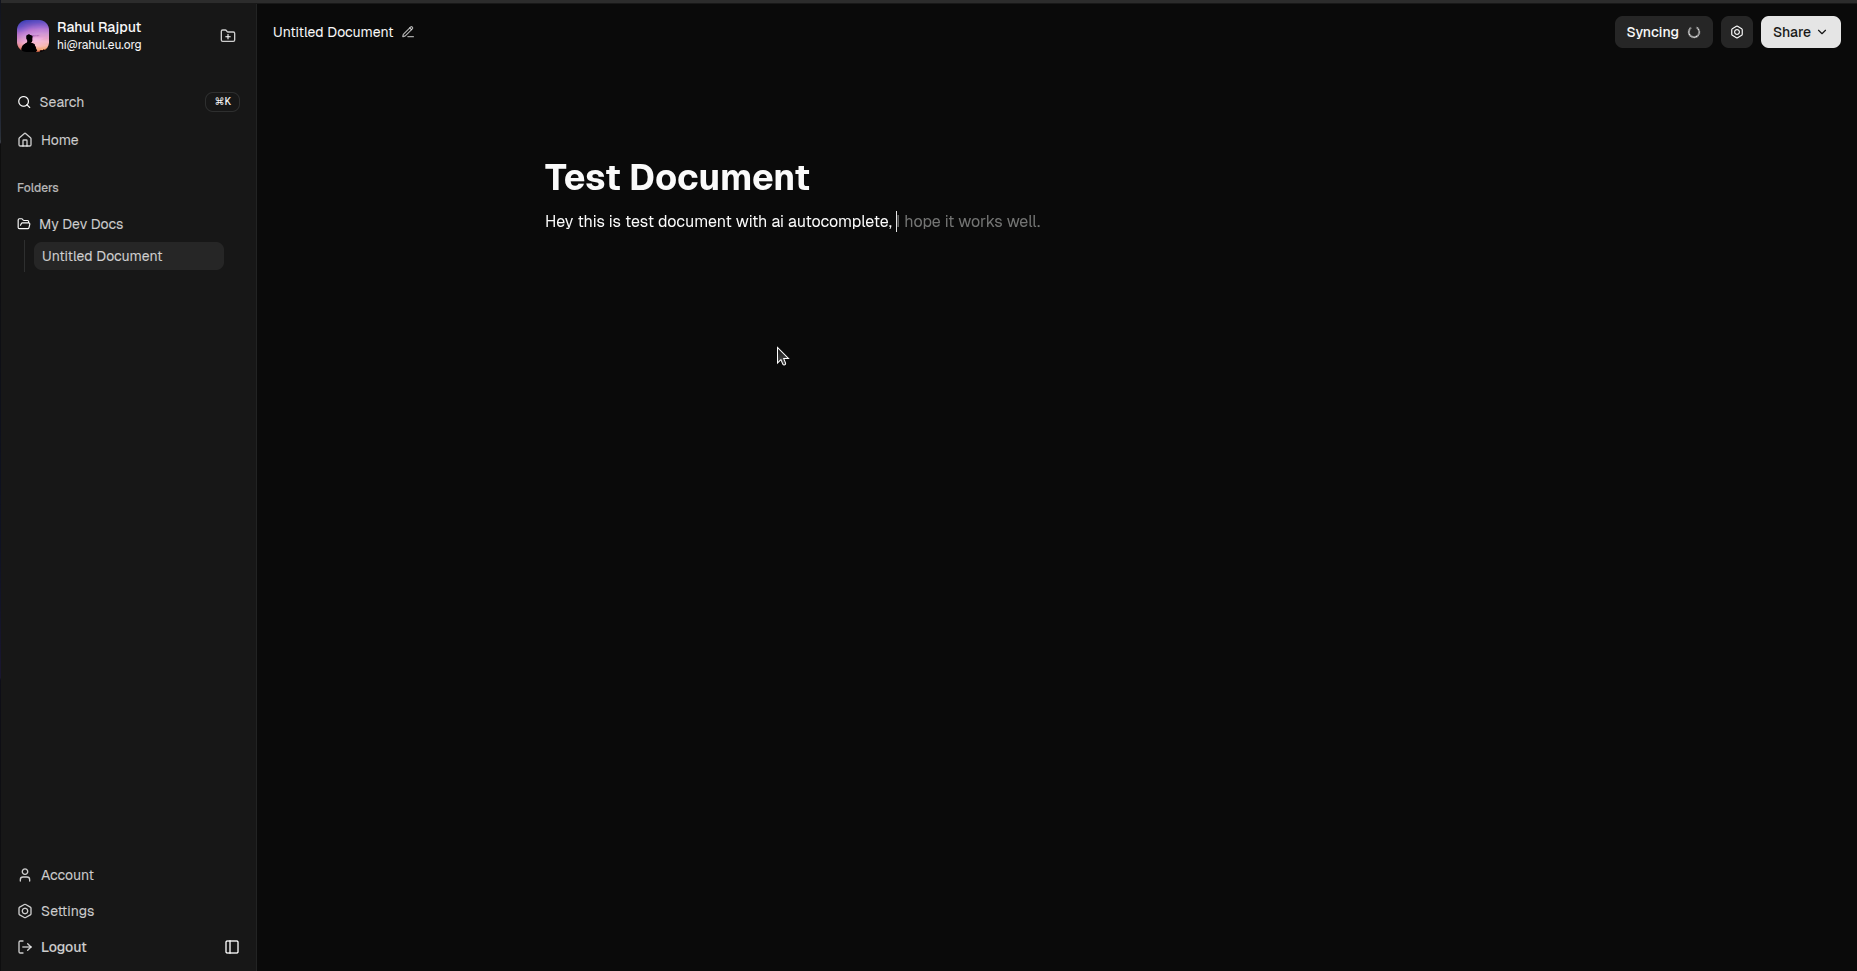 Rahul Rajput
hi@rahul.eu.org
Search ⌘K
Home
Folders
My Dev Docs
Untitled Document
Account
Settings
Logout
Untitled Document
Syncing
Share
Test Document
Hey this is test document with ai autocomplete, I hope it works well.